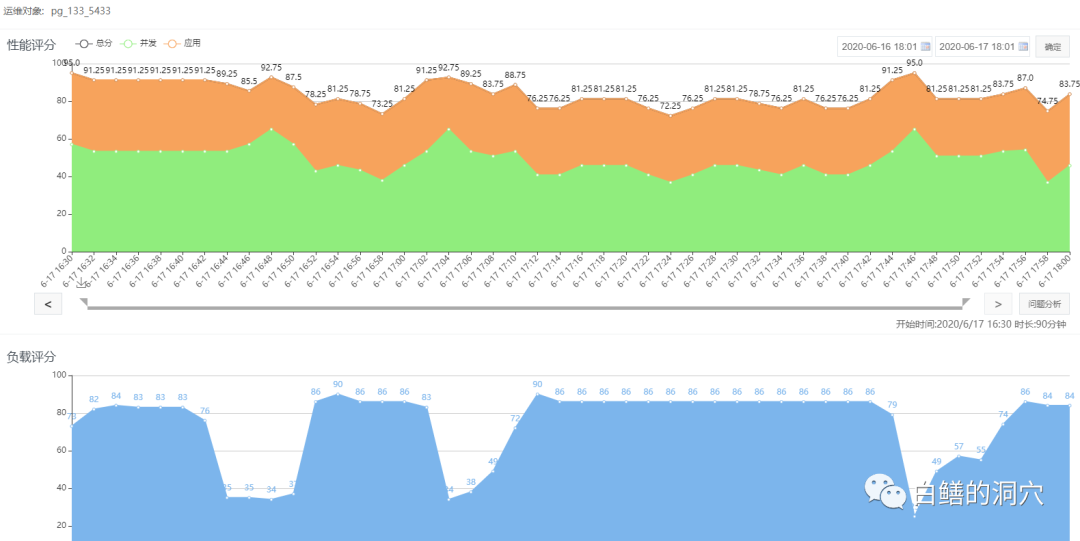 运维对象: pg_133_5433
性能评分 总分 并发 应用 2020-06-16 18:01 2020-06-17 18:01 确定
100 80 60 40 20 0
95.0 91.25 91.25 91.25 91.25 91.25 91.25 89.25 85.5 92.75 87.5 78.25 81.25 78.75 73.25 81.25 91.25 92.75 89.25 83.75 88.75 76.25 76.25 81.25 81.25 81.25 76.25 72.25 76.25 81.25 81.25 78.75 76.25 81.25 76.25 76.25 81.25 91.25 95.0 81.25 81.25 81.25 83.75 87.0 74.75 83.75
6-17 16:30 6-17 16:32 6-17 16:34 6-17 16:36 6-17 16:38 6-17 16:40 6-17 16:42 6-17 16:44 6-17 16:46 6-17 16:48 6-17 16:50 6-17 16:52 6-17 16:54 6-17 16:56 6-17 16:58 6-17 17:00 6-17 17:02 6-17 17:04 6-17 17:06 6-17 17:08 6-17 17:10 6-17 17:12 6-17 17:14 6-17 17:16 6-17 17:18 6-17 17:20 6-17 17:22 6-17 17:24 6-17 17:26 6-17 17:28 6-17 17:30 6-17 17:32 6-17 17:34 6-17 17:36 6-17 17:38 6-17 17:40 6-17 17:42 6-17 17:44 6-17 17:46 6-17 17:48 6-17 17:50 6-17 17:52 6-17 17:54 6-17 17:56 6-17 17:58 6-17 18:00
< > 问题分析
开始时间:2020/6/17 16:30 时长:90分钟
负载评分
100 80 60 40 20
82 84 83 83 83 76 35 35 34 86 90 86 86 86 83 38 49 72 90 86 86 86 86 86 86 86 86 86 86 86 86 86 86 86 79 49 57 55 74 86 84 84
白鳝的洞穴